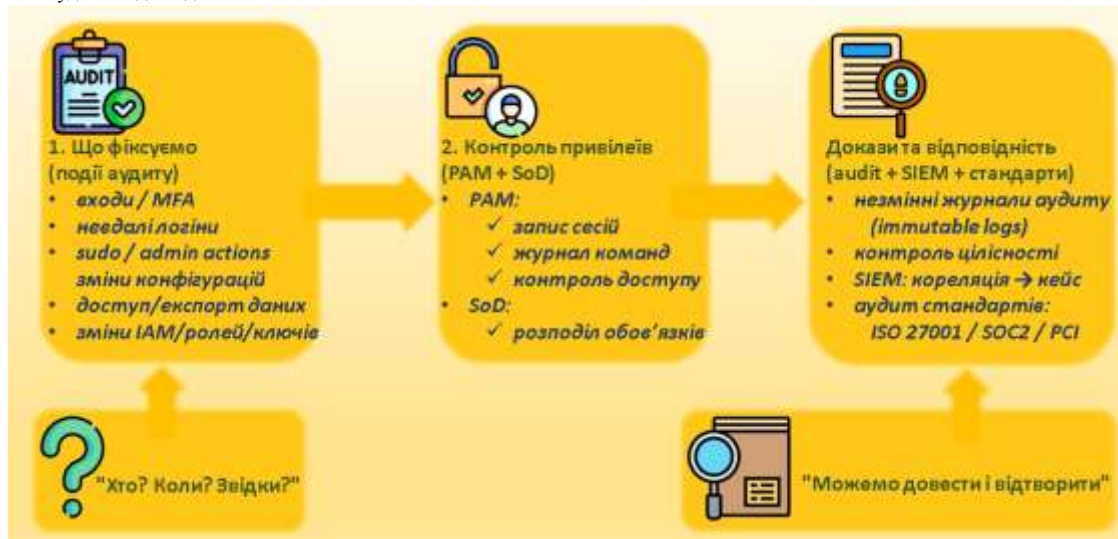 AUDIT
1. Що фіксуємо
(події аудиту)
• входи / MFA
• невдалі логіни
• sudo / admin actions
зміни конфігурацій
• доступ/експорт даних
• зміни IAM/ролей/ключів
2. Контроль привілеїв
(PAM + SoD)
• PAM:
✓ запис сесій
✓ журнал команд
✓ контроль доступу
• SoD:
✓ розподіл обов’язків
Докази та відповідність
(audit + SIEM + стандарти)
• незмінні журнали аудиту
(immutable logs)
• контроль цілісності
• SIEM: кореляція → кейс
• аудит стандартів:
ISO 27001 / SOC2 / PCI
"Хто? Коли? Звідки?"
"Можемо довести і відтворити"